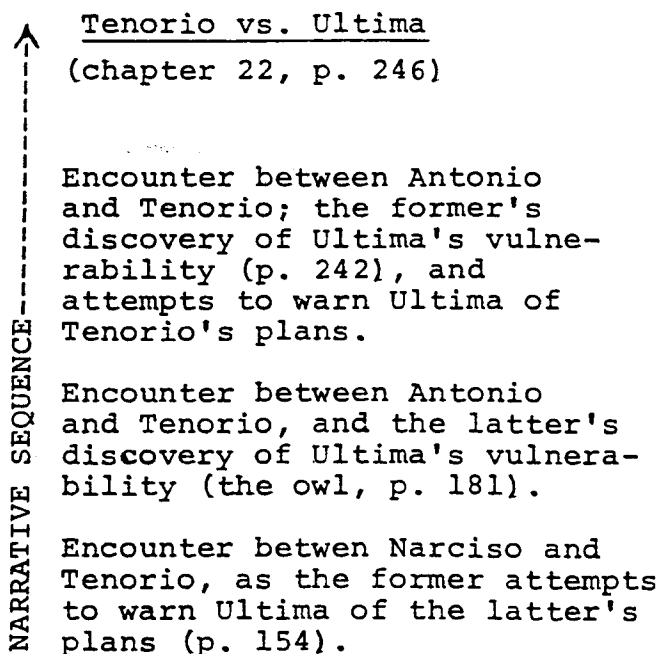 Tenorio vs. Ultima
(chapter 22, p. 246)
Encounter between Antonio
and Tenorio; the former's
discovery of Ultima's vulne-
rability (p. 242), and
attempts to warn Ultima of
Tenorio's plans.
Encounter between Antonio
and Tenorio, and the latter's
discovery of Ultima's vulnera-
bility (the owl, p. 181).
Encounter betwen Narciso and
Tenorio, as the former attempts
to warn Ultima of the latter's
plans (p. 154).
NARRATIVE SEQUENCE